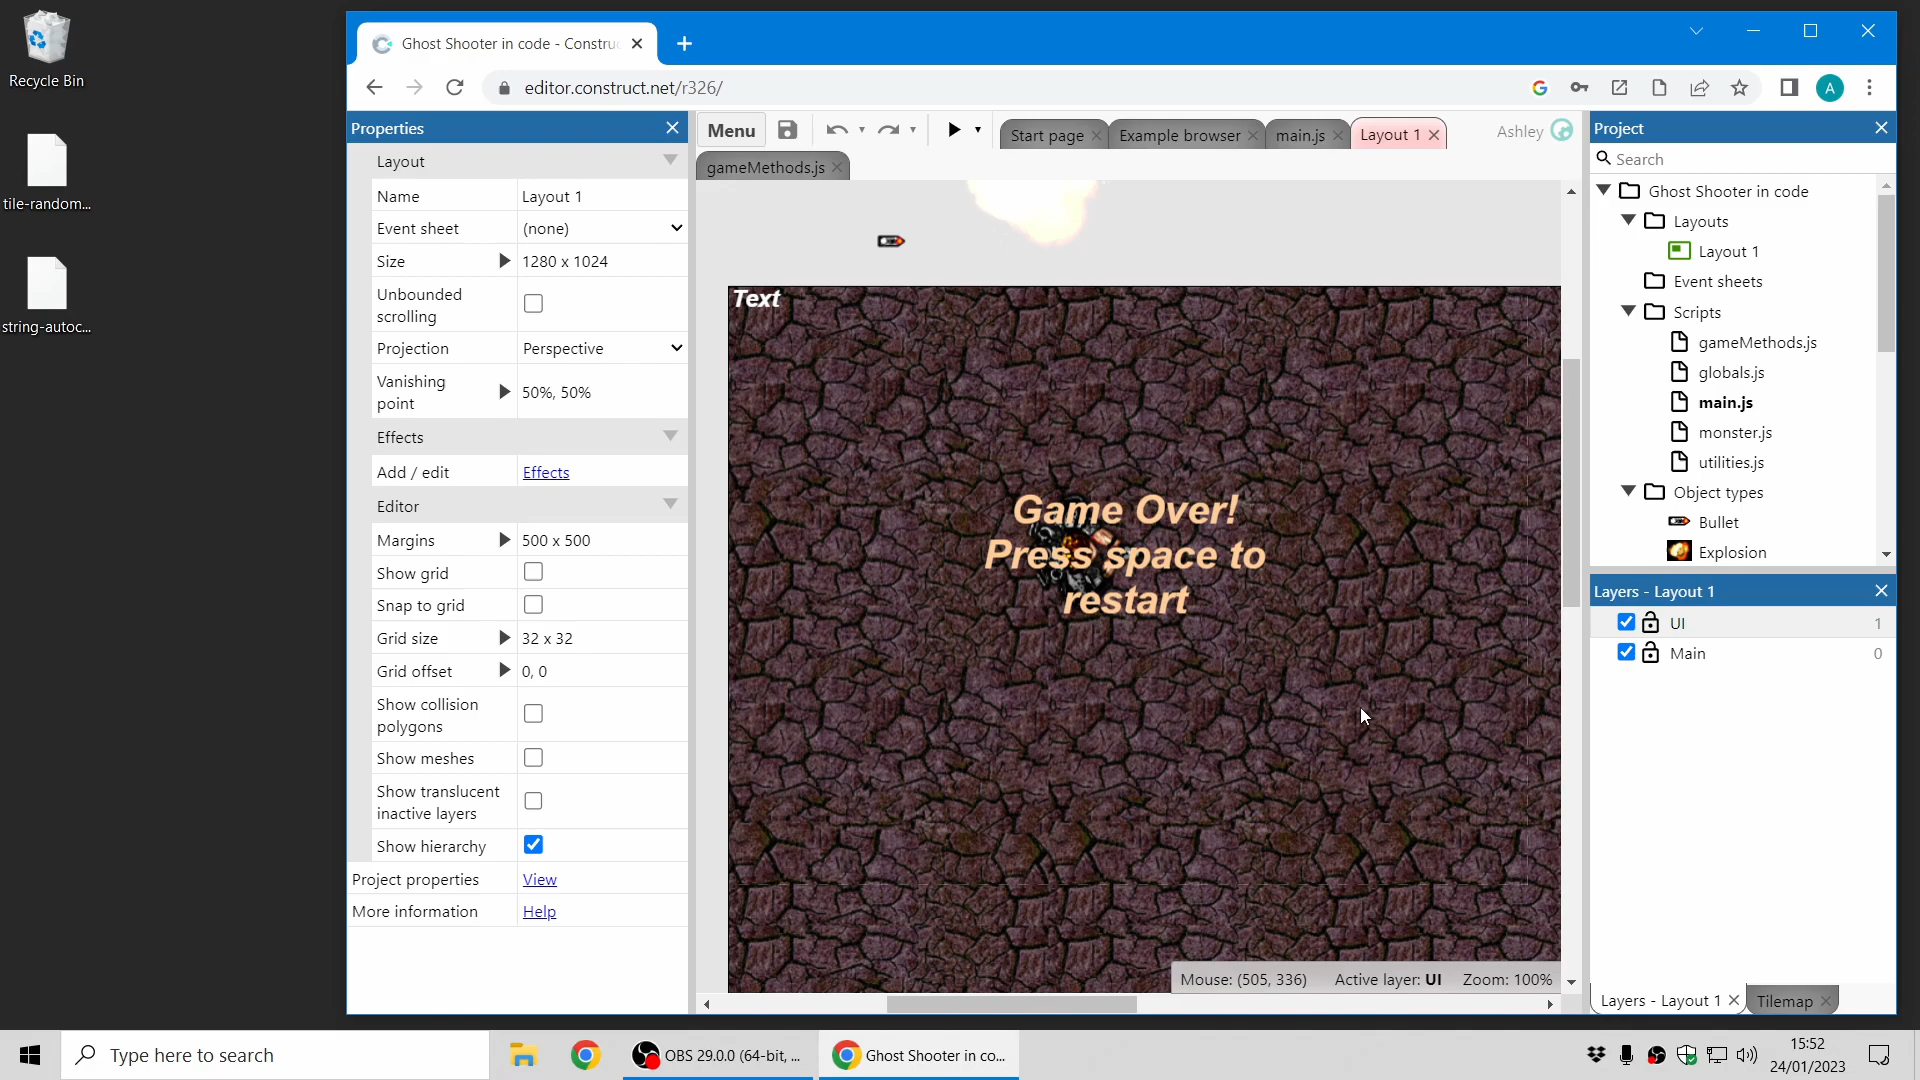 Recycle Bin
tile-random...
string-autoc...
Ghost Shooter in code - Constru
editor.construct.net/r326/
A
Properties
Layout
Name Layout 1
Event sheet (none)
Size 1280 x 1024
Unbounded
scrolling
Projection Perspective
Vanishing
point 50%, 50%
Effects
Add / edit Effects
Editor
Margins 500 x 500
Show grid
Snap to grid
Grid size 32 x 32
Grid offset 0, 0
Show collision
polygons
Show meshes
Show translucent
inactive layers
Show hierarchy
Project properties View
More information Help
Menu
Start page
Example browser
main.js
Layout 1
Ashley
gameMethods.js
Text
Game Over!
Press space to
restart
Mouse: (505, 336) Active layer: UI Zoom: 100%
Project
Search
Ghost Shooter in code
Layouts
Layout 1
Event sheets
Scripts
gameMethods.js
globals.js
main.js
monster.js
utilities.js
Object types
Bullet
Explosion
Layers - Layout 1
UI 1
Main 0
Layers - Layout 1
Tilemap
Type here to search
OBS 29.0.0 (64-bit, ...
Ghost Shooter in co...
15:52
24/01/2023